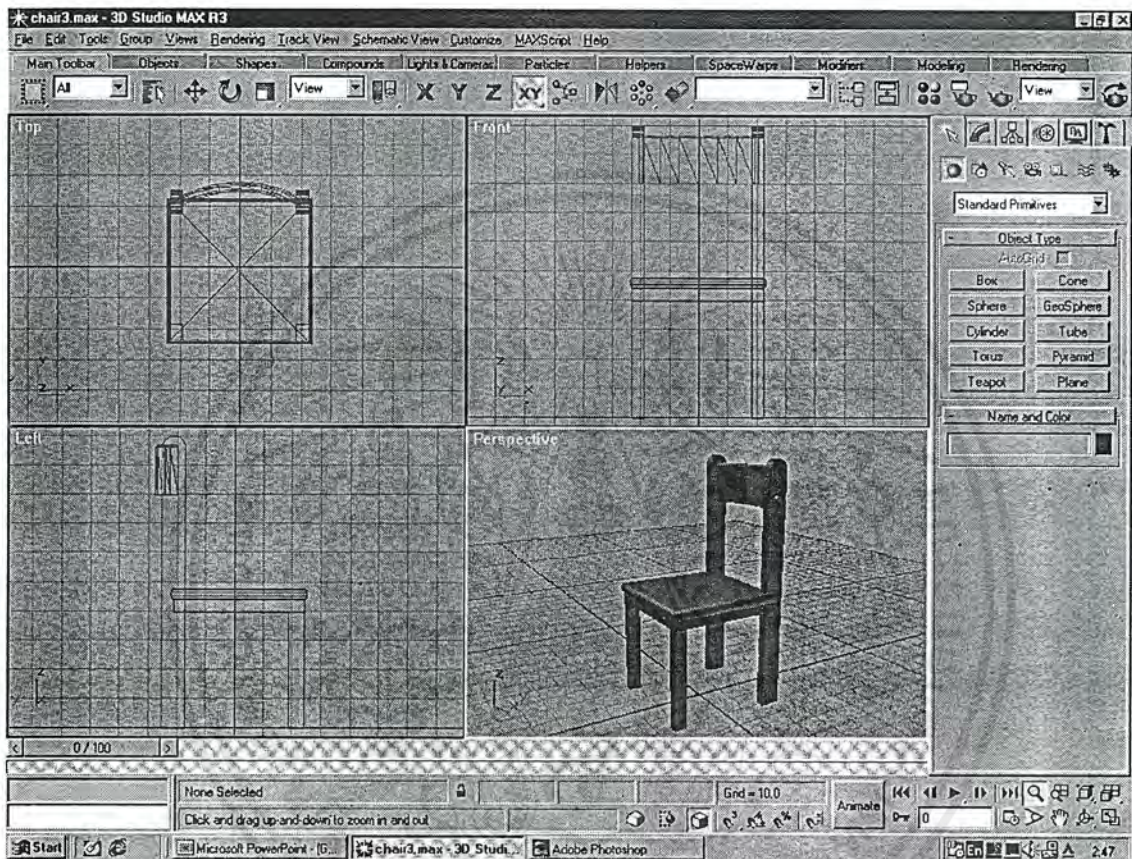 chair3.max - 3D Studio MAX R3
File Edit Tools Group Views Rendering Track View Schematic View Customize MAXScript Help
Main Toolbar Objects Shapes Compounds Lights & Cameras Particles Helpers SpaceWarps Modifiers Modeling Rendering
All View X Y Z XY View
Top
Front
Standard Primitives
Object Type
AutoGrid
Box Cone
Sphere GeoSphere
Cylinder Tube
Torus Pyramid
Teapot Plane
Name and Color
Y
Z X
Z
Y X
Left
Perspective
Z
Z
0 / 100
None Selected
Grid = 10.0
Animate
0
Click and drag up-and-down to zoom in and out
Start
Microsoft PowerPoint - [G...
chair3.max - 3D Studi...
Adobe Photoshop
En
2:47